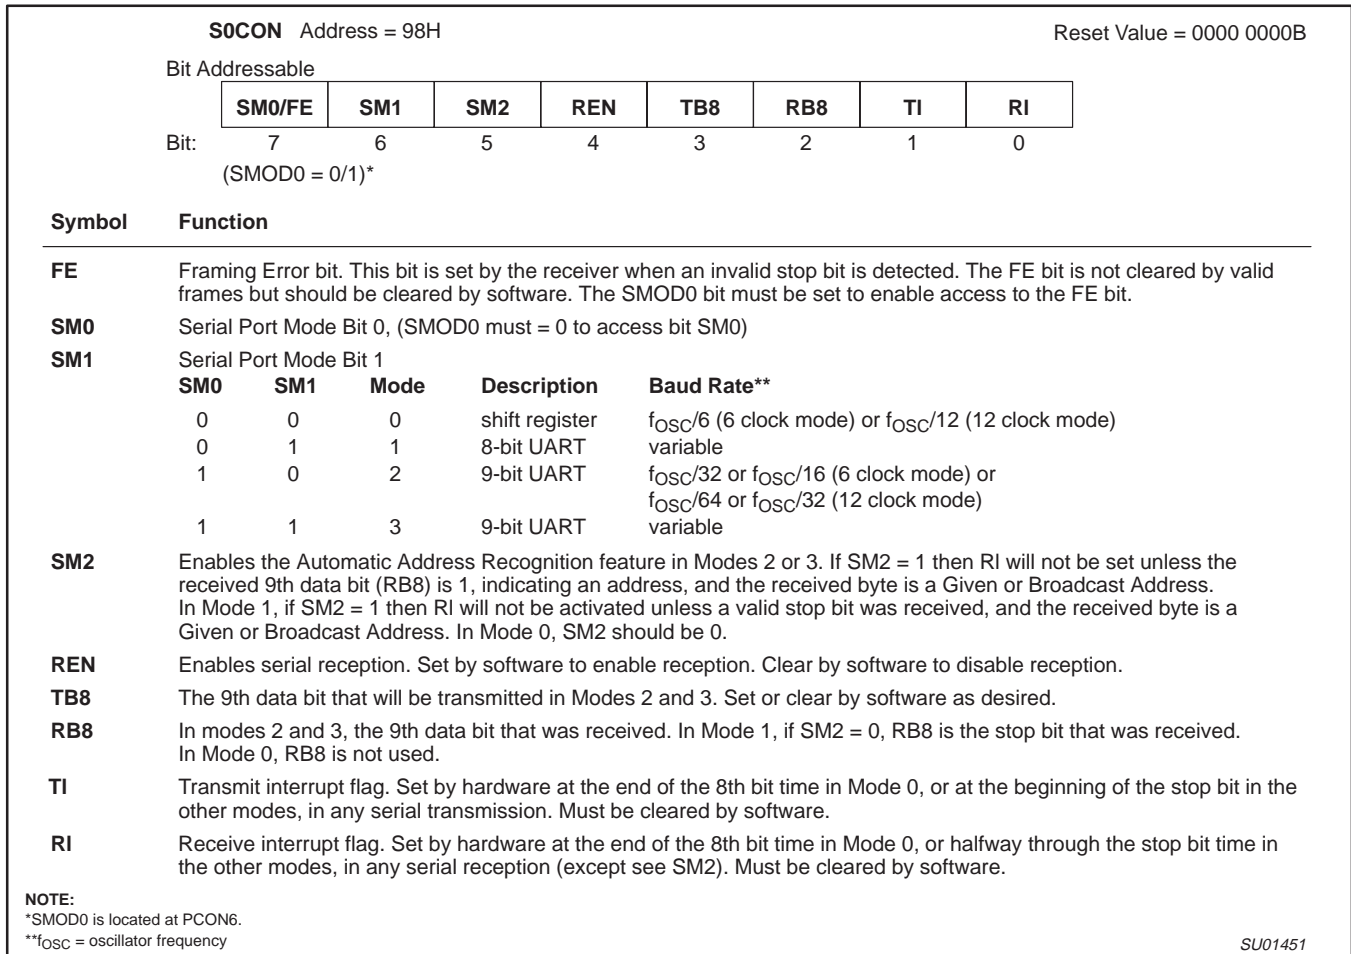 S0CON Address = 98H Reset Value = 0000 0000B
Bit Addressable
SM0/FE SM1 SM2 REN TB8 RB8 TI RI
Bit: 7 6 5 4 3 2 1 0
(SMOD0 = 0/1)*
Symbol Function
FE Framing Error bit. This bit is set by the receiver when an invalid stop bit is detected. The FE bit is not cleared by valid
frames but should be cleared by software. The SMOD0 bit must be set to enable access to the FE bit.
SM0 Serial Port Mode Bit 0, (SMOD0 must = 0 to access bit SM0)
SM1 Serial Port Mode Bit 1
SM0 SM1 Mode Description Baud Rate**
0 0 0 shift register fOSC/6 (6 clock mode) or fOSC/12 (12 clock mode)
0 1 1 8-bit UART variable
1 0 2 9-bit UART fOSC/32 or fOSC/16 (6 clock mode) or
fOSC/64 or fOSC/32 (12 clock mode)
1 1 3 9-bit UART variable
SM2 Enables the Automatic Address Recognition feature in Modes 2 or 3. If SM2 = 1 then RI will not be set unless the
received 9th data bit (RB8) is 1, indicating an address, and the received byte is a Given or Broadcast Address.
In Mode 1, if SM2 = 1 then RI will not be activated unless a valid stop bit was received, and the received byte is a
Given or Broadcast Address. In Mode 0, SM2 should be 0.
REN Enables serial reception. Set by software to enable reception. Clear by software to disable reception.
TB8 The 9th data bit that will be transmitted in Modes 2 and 3. Set or clear by software as desired.
RB8 In modes 2 and 3, the 9th data bit that was received. In Mode 1, if SM2 = 0, RB8 is the stop bit that was received.
In Mode 0, RB8 is not used.
TI Transmit interrupt flag. Set by hardware at the end of the 8th bit time in Mode 0, or at the beginning of the stop bit in the
other modes, in any serial transmission. Must be cleared by software.
RI Receive interrupt flag. Set by hardware at the end of the 8th bit time in Mode 0, or halfway through the stop bit time in
the other modes, in any serial reception (except see SM2). Must be cleared by software.
NOTE:
*SMOD0 is located at PCON6.
**fOSC = oscillator frequency
SU01451